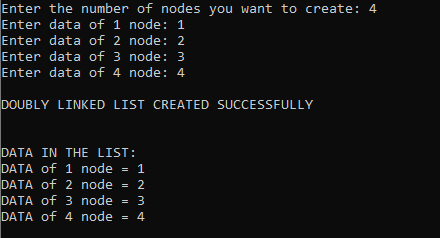 Enter the number of nodes you want to create: 4
Enter data of 1 node: 1
Enter data of 2 node: 2
Enter data of 3 node: 3
Enter data of 4 node: 4
DOUBLY LINKED LIST CREATED SUCCESSFULLY
DATA IN THE LIST:
DATA of 1 node = 1
DATA of 2 node = 2
DATA of 3 node = 3
DATA of 4 node = 4